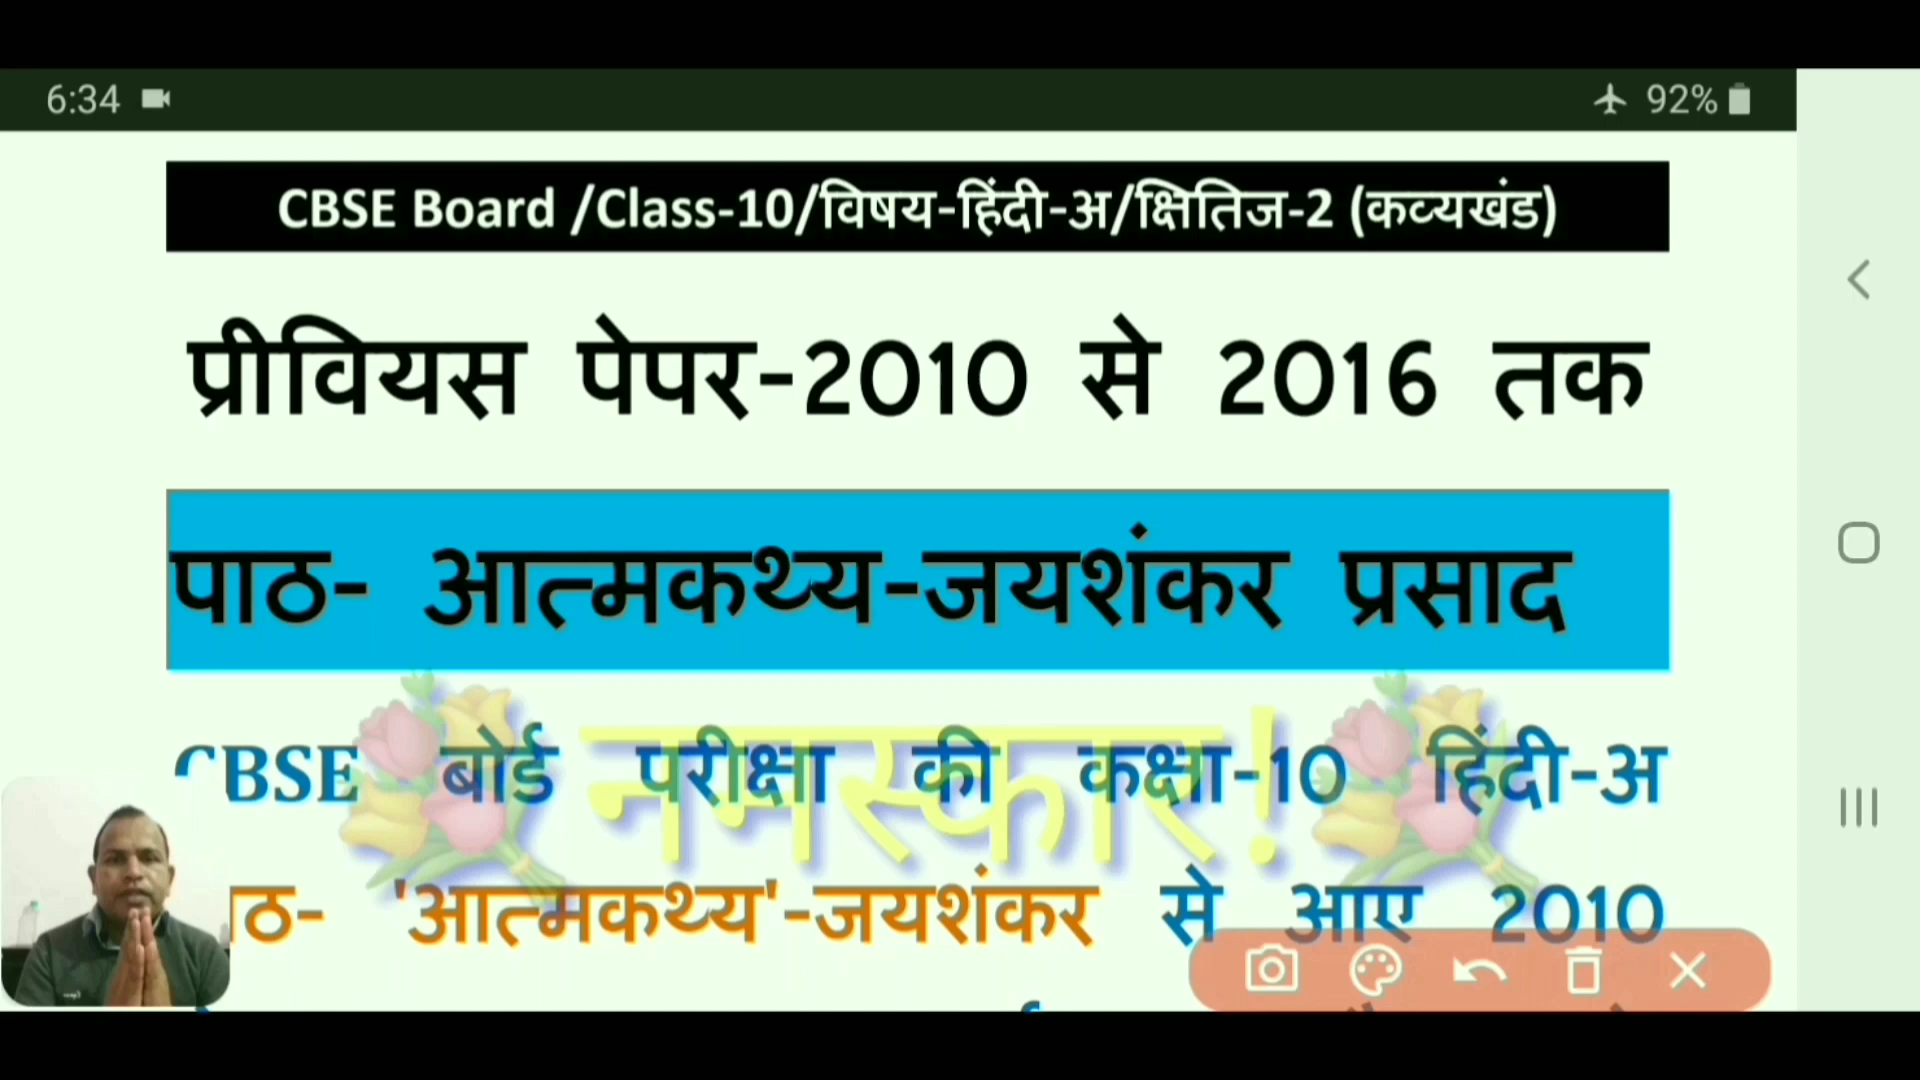 6:34 92%
CBSE Board /Class-10/विषय-हिंदी-अ/क्षितिज-2 (कव्यखंड)
प्रीवियस पेपर-2010 से 2016 तक
पाठ- आत्मकथ्य-जयशंकर प्रसाद
नमस्कार!
CBSE बोर्ड परीक्षा की कक्षा-10 हिंदी-अ
'आत्मकथ्य'-जयशंकर से आए 2010